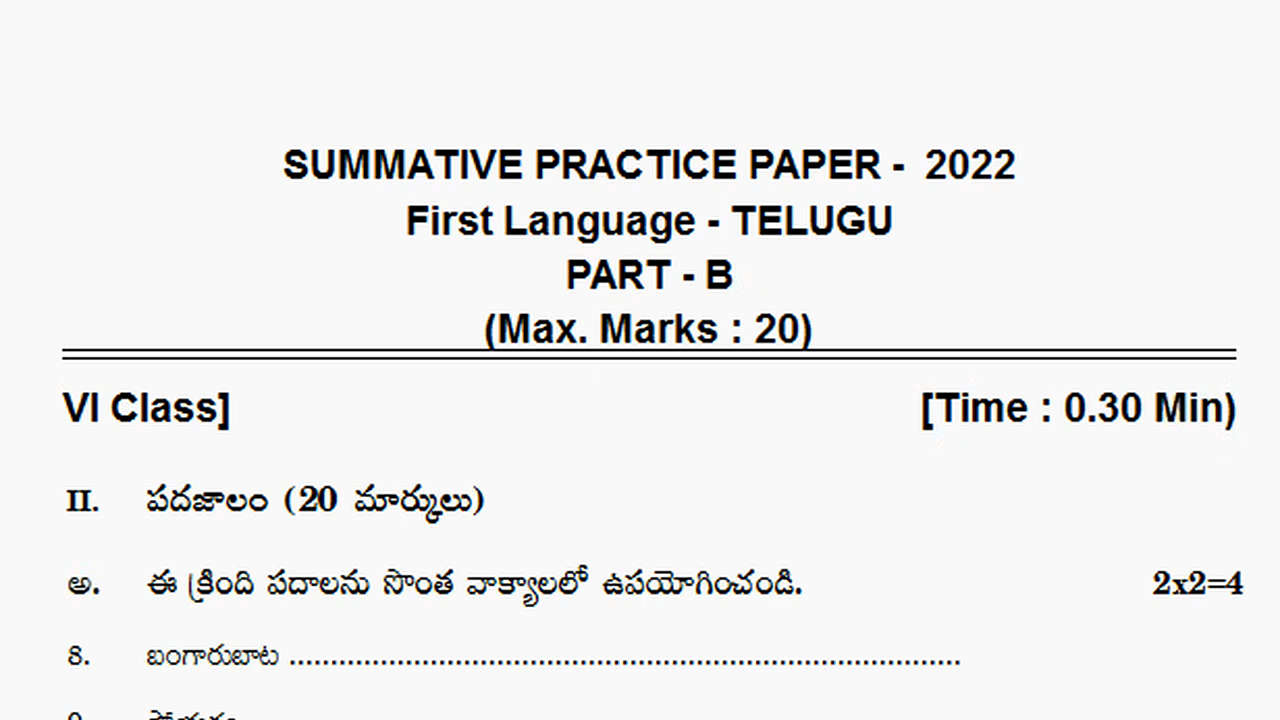 SUMMATIVE PRACTICE PAPER - 2022
First Language - TELUGU
PART - B
(Max. Marks : 20)
VI Class] [Time : 0.30 Min)
II. పదజాలం (20 మార్కులు)
అ. ఈ క్రింది పదాలను సొంత వాక్యాలలో ఉపయోగించండి. 2x2=4
8. బంగారుబాట ................................................................................